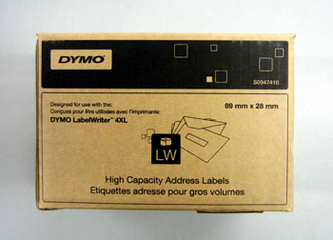 DYMO
S0947410
Designed for use with the:
Conçues pour être utilisées avec l'imprimante:
DYMO LabelWriter™ 4XL
89 mm x 28 mm
LW
High Capacity Address Labels
Etiquettes adresse pour gros volumes